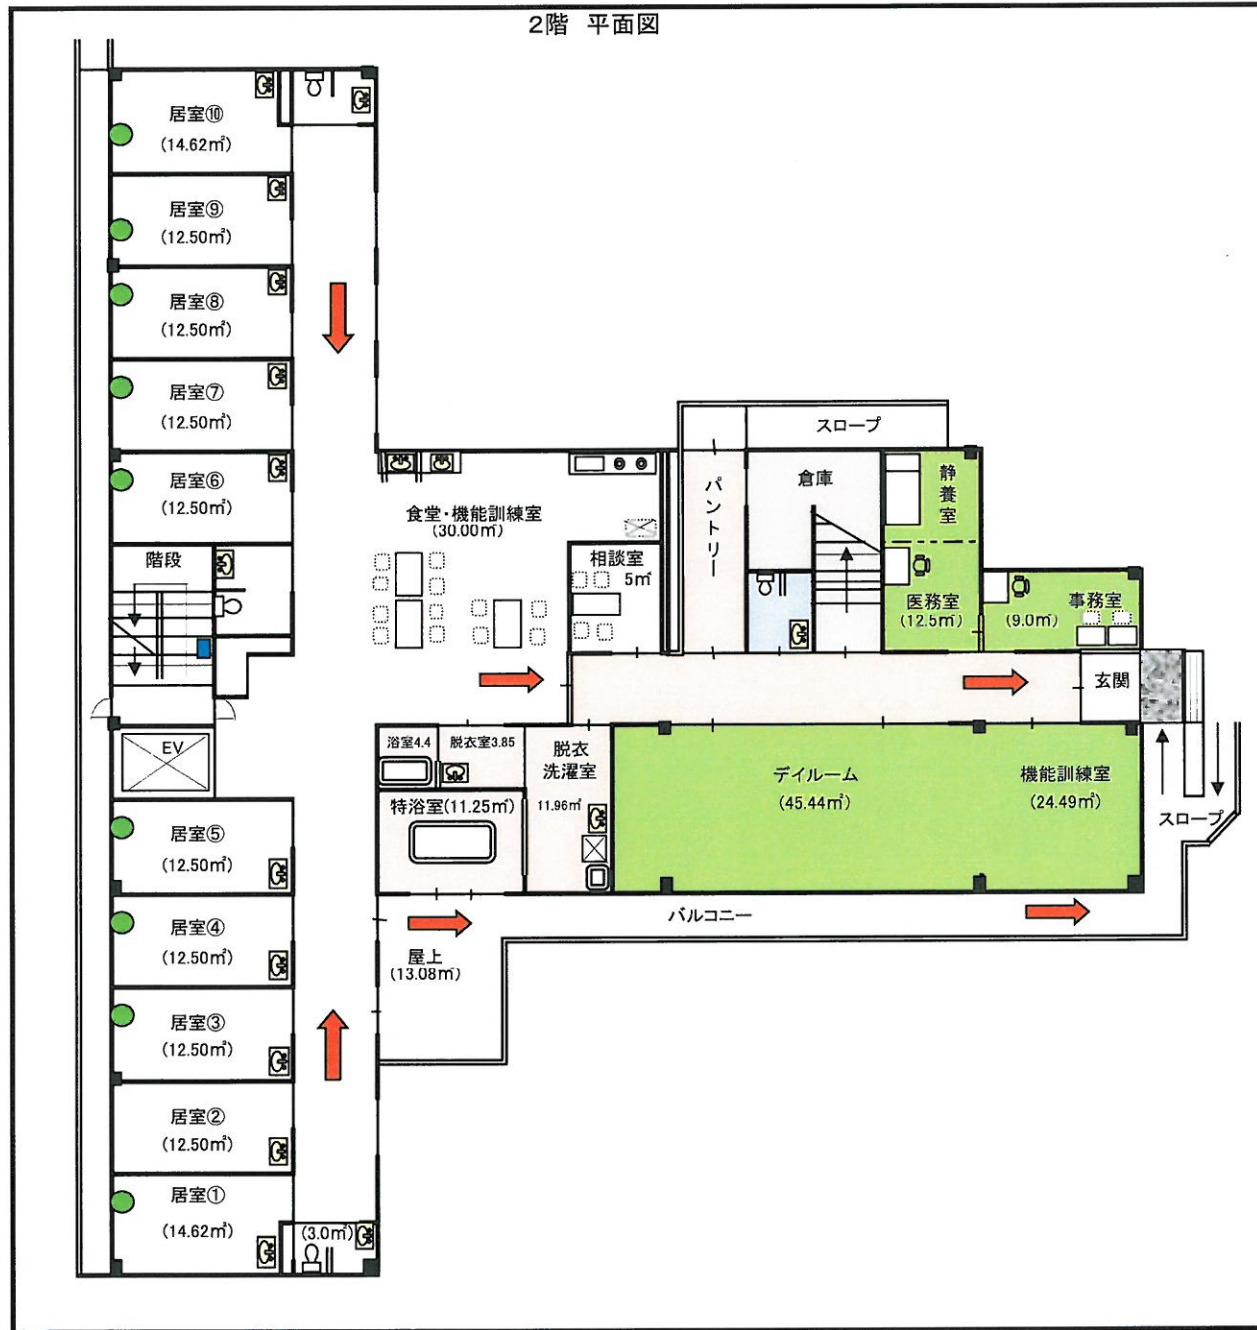 2階 平面図
居室⑩
(14.62㎡)
居室⑨
(12.50㎡)
居室⑧
(12.50㎡)
居室⑦
(12.50㎡)
居室⑥
(12.50㎡)
階段
EV
居室⑤
(12.50㎡)
居室④
(12.50㎡)
居室③
(12.50㎡)
居室②
(12.50㎡)
居室①
(14.62㎡)
(3.0㎡)
食堂・機能訓練室
(30.00㎡)
相談室
5㎡
パントリー
スロープ
倉庫
静養室
医務室
(12.5㎡)
事務室
(9.0㎡)
玄関
浴室4.4
脱衣室3.85
脱衣
洗濯室
11.96㎡
特浴室(11.25㎡)
デイルーム
(45.44㎡)
機能訓練室
(24.49㎡)
スロープ
バルコニー
屋上
(13.08㎡)